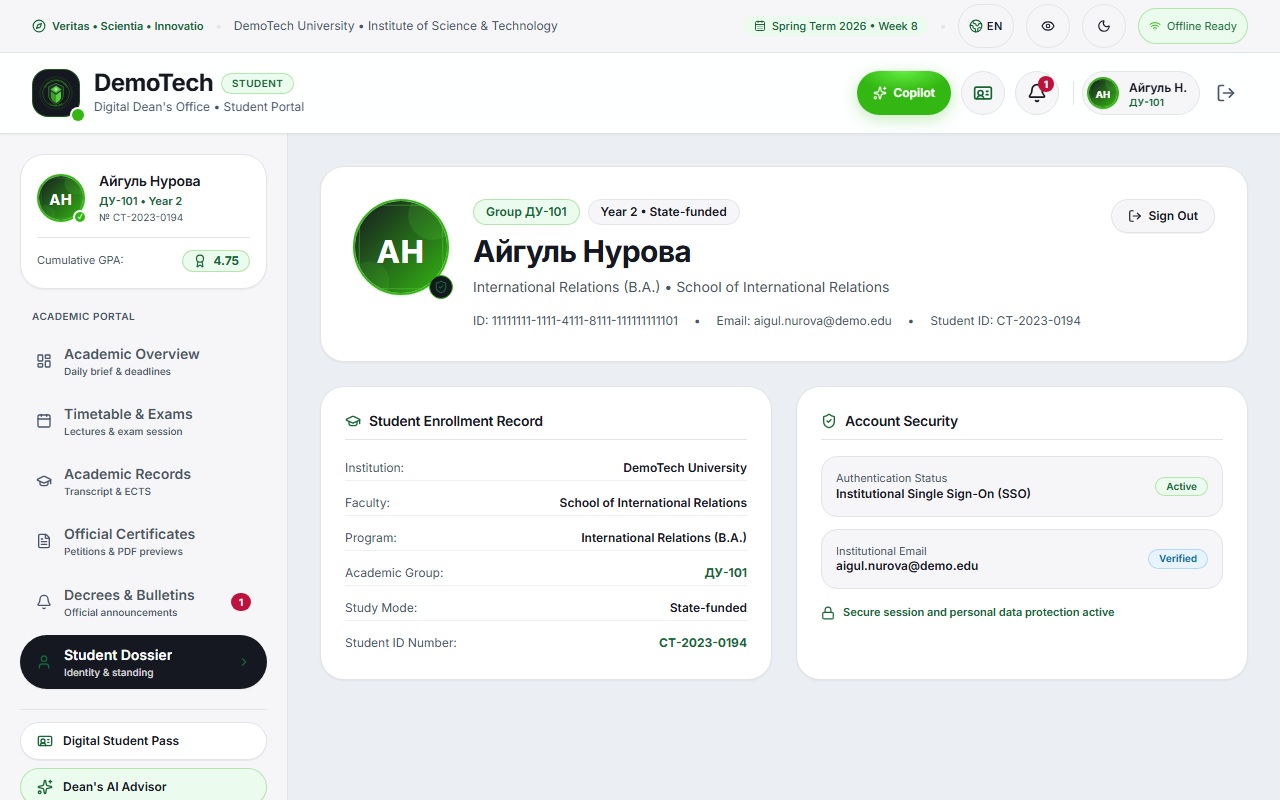 Veritas • Scientia • Innovatio
DemoTech University • Institute of Science & Technology
Spring Term 2026 • Week 8
EN
Offline Ready
DemoTech
STUDENT
Digital Dean's Office • Student Portal
Copilot
1
АН
Айгуль Н.
ДУ-101
АН
Айгуль Нурова
ДУ-101 • Year 2
№ СТ-2023-0194
Cumulative GPA:
4.75
ACADEMIC PORTAL
Academic Overview
Daily brief & deadlines
Timetable & Exams
Lectures & exam session
Academic Records
Transcript & ECTS
Official Certificates
Petitions & PDF previews
Decrees & Bulletins
Official announcements
1
Student Dossier
Identity & standing
Digital Student Pass
Dean's AI Advisor
АН
Group ДУ-101
Year 2 • State-funded
Sign Out
Айгуль Нурова
International Relations (B.A.) • School of International Relations
ID: 11111111-1111-4111-8111-111111111101 • Email: aigul.nurova@demo.edu • Student ID: СТ-2023-0194
Student Enrollment Record
Institution: DemoTech University
Faculty: School of International Relations
Program: International Relations (B.A.)
Academic Group: ДУ-101
Study Mode: State-funded
Student ID Number: СТ-2023-0194
Account Security
Authentication Status
Institutional Single Sign-On (SSO)
Active
Institutional Email
aigul.nurova@demo.edu
Verified
Secure session and personal data protection active